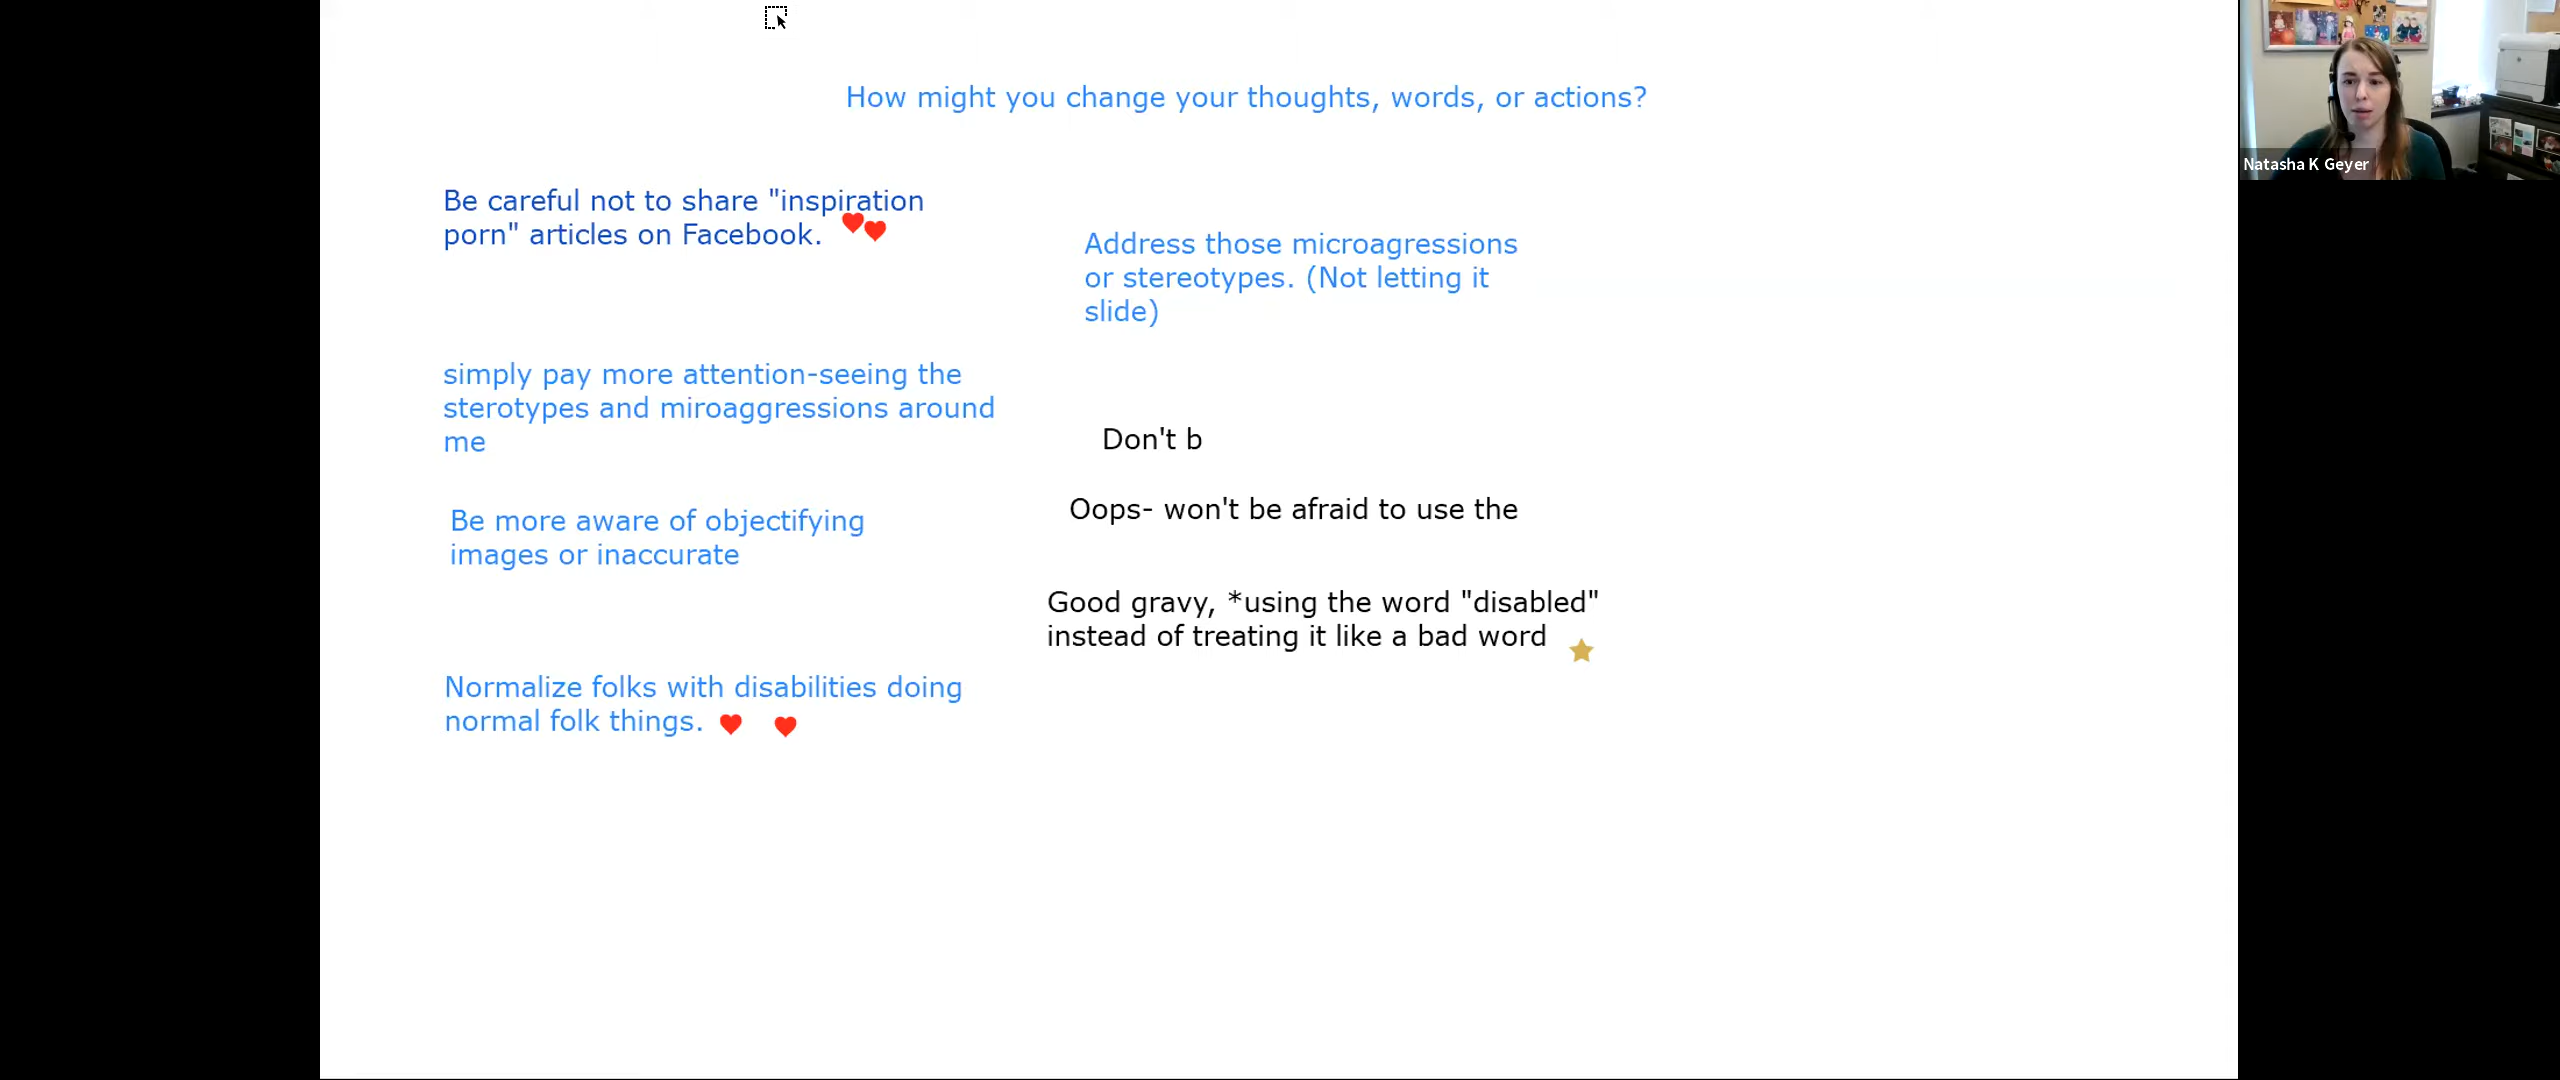 How might you change your thoughts, words, or actions?
Be careful not to share "inspiration
porn" articles on Facebook.
simply pay more attention-seeing the
sterotypes and miroaggressions around
me
Be more aware of objectifying
images or inaccurate
Normalize folks with disabilities doing
normal folk things.
Address those microagressions
or stereotypes. (Not letting it
slide)
Don't b
Oops- won't be afraid to use the
Good gravy, *using the word "disabled"
instead of treating it like a bad word
Natasha K Geyer